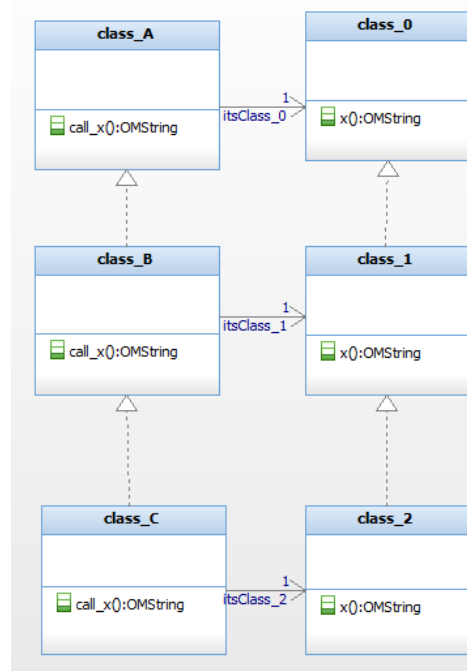 class_A
call_x():OMString
1
itsClass_0
class_0
x():OMString
class_B
call_x():OMString
1
itsClass_1
class_1
x():OMString
class_C
call_x():OMString
1
itsClass_2
class_2
x():OMString